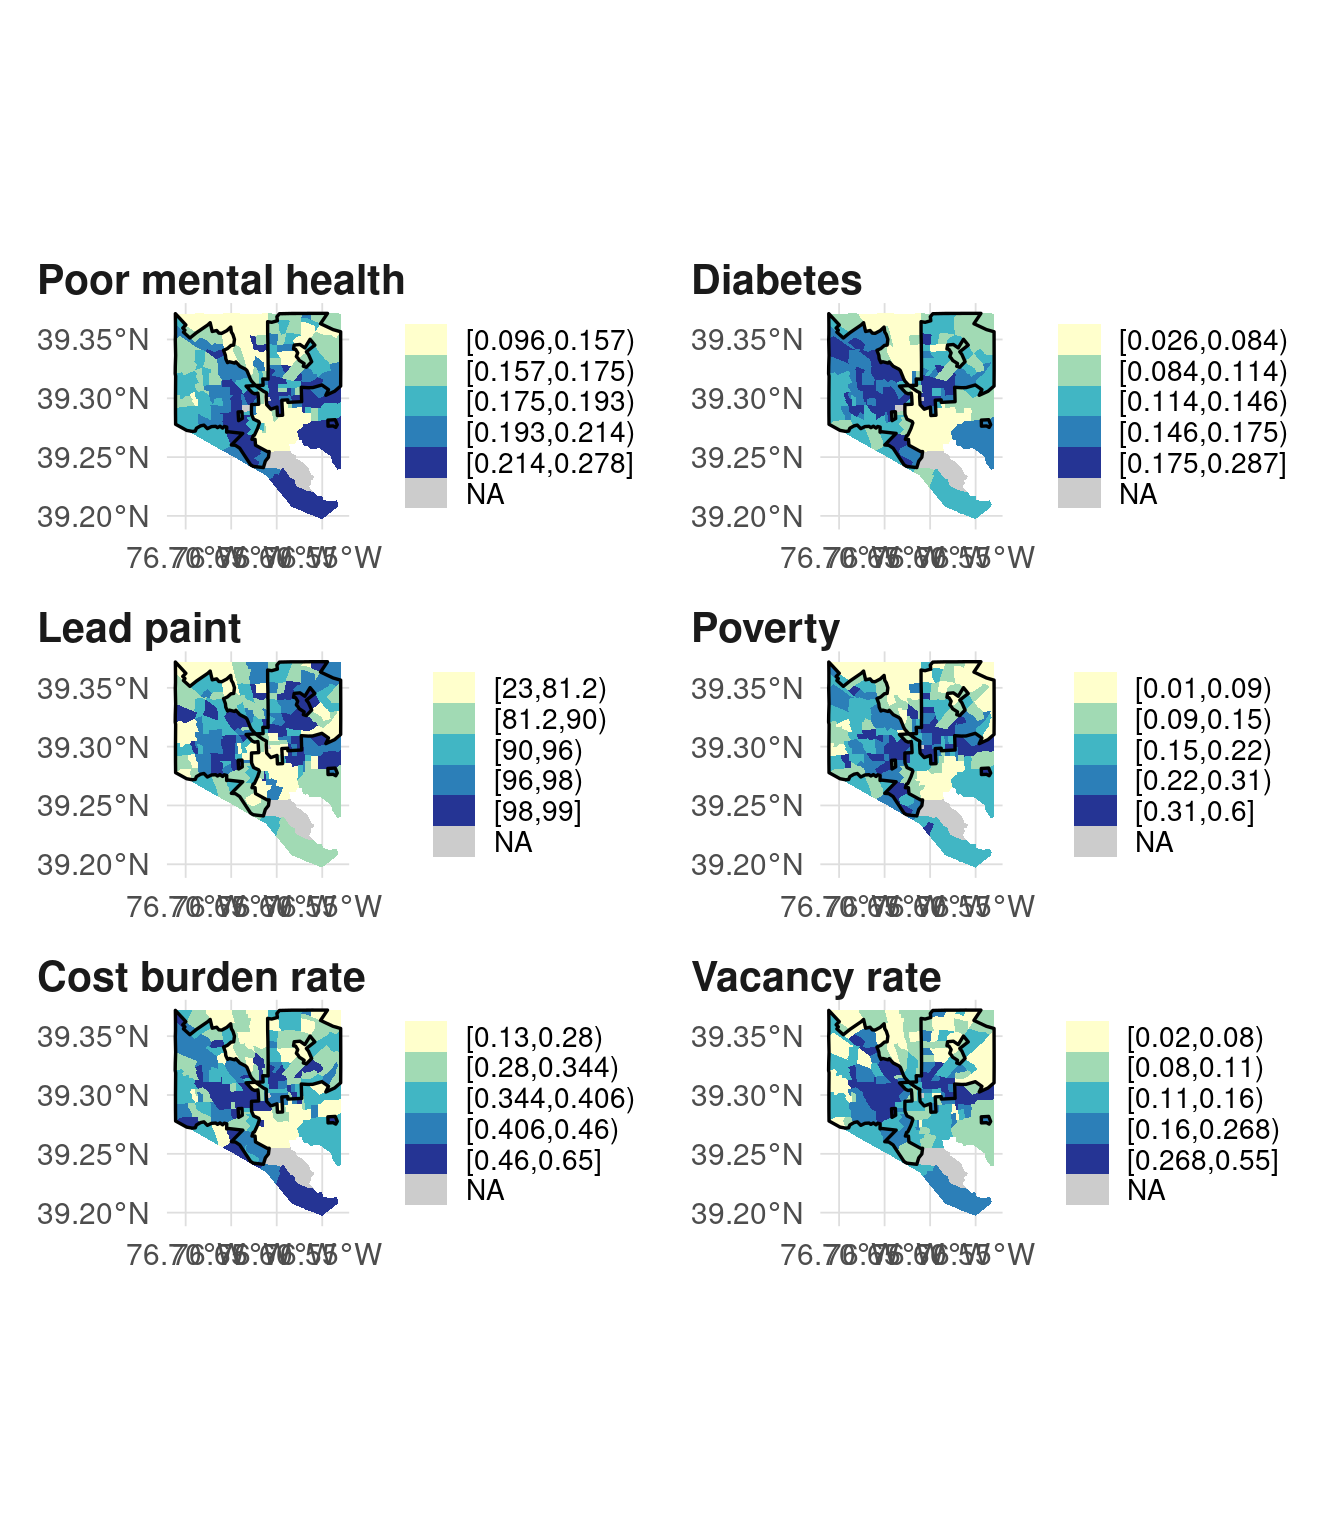 Poor mental health
39.35°N
39.30°N
39.25°N
39.20°N
[0.096,0.157)
[0.157,0.175)
[0.175,0.193)
[0.193,0.214)
[0.214,0.278]
NA
Diabetes
39.35°N
39.30°N
39.25°N
39.20°N
[0.026,0.084)
[0.084,0.114)
[0.114,0.146)
[0.146,0.175)
[0.175,0.287]
NA
Lead paint
39.35°N
39.30°N
39.25°N
39.20°N
[23,81.2)
[81.2,90)
[90,96)
[96,98)
[98,99]
NA
Poverty
39.35°N
39.30°N
39.25°N
39.20°N
[0.01,0.09)
[0.09,0.15)
[0.15,0.22)
[0.22,0.31)
[0.31,0.6]
NA
Cost burden rate
39.35°N
39.30°N
39.25°N
39.20°N
[0.13,0.28)
[0.28,0.344)
[0.344,0.406)
[0.406,0.46)
[0.46,0.65]
NA
Vacancy rate
39.35°N
39.30°N
39.25°N
39.20°N
[0.02,0.08)
[0.08,0.11)
[0.11,0.16)
[0.16,0.268)
[0.268,0.55]
NA